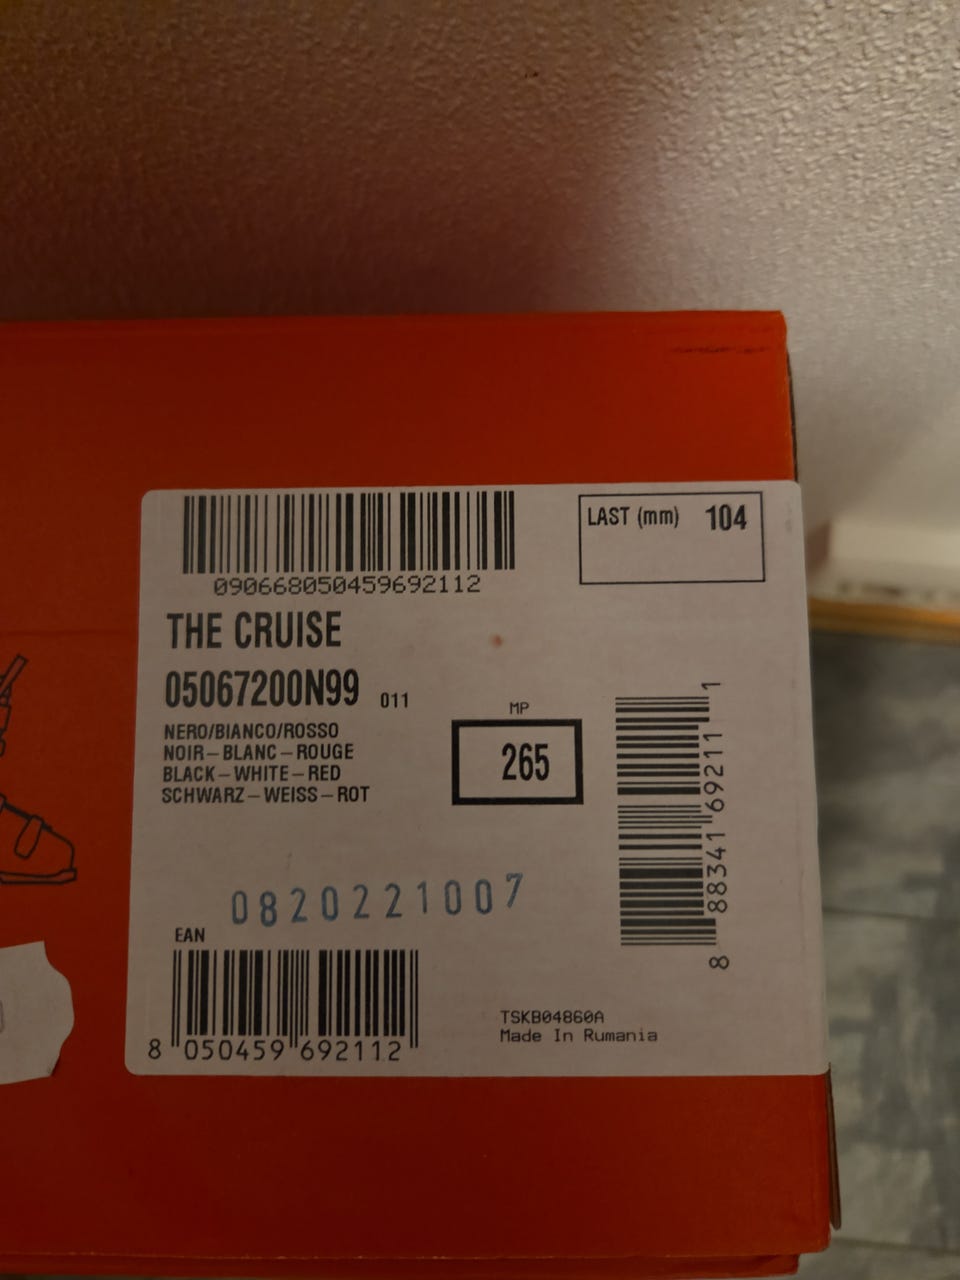 LAST (mm) 104
090668050459692112
THE CRUISE
05067200N99 011
NERO/BIANCO/ROSSO
NOIR–BLANC–ROUGE
BLACK–WHITE–RED
SCHWARZ–WEISS–ROT
MP
265
8 88341 69211 1
0820221007
EAN
8 050459 692112
TSKB04860A
Made In Rumania